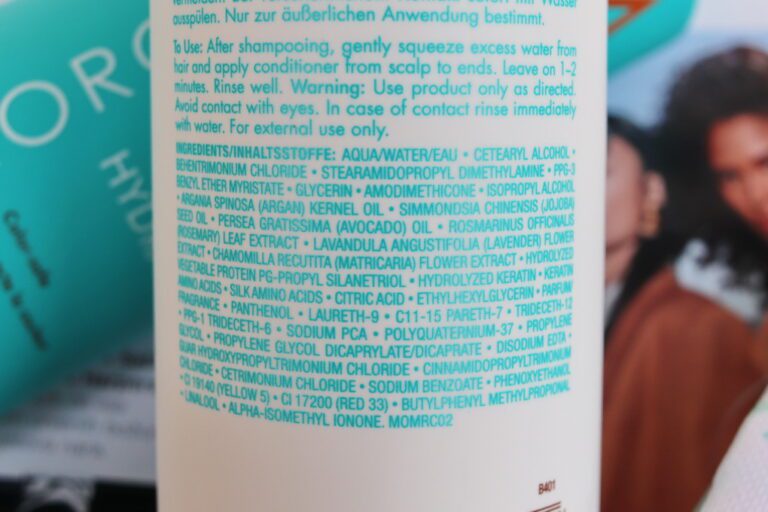 ausspülen. Nur zur äußerlichen Anwendung bestimmt.
To Use: After shampooing, gently squeeze excess water from
hair and apply conditioner from scalp to ends. Leave on 1–2
minutes. Rinse well. Warning: Use product only as directed.
Avoid contact with eyes. In case of contact rinse immediately
with water. For external use only.
INGREDIENTS/INHALTSSTOFFE: AQUA/WATER/EAU • CETEARYL ALCOHOL •
BEHENTRIMONIUM CHLORIDE • STEARAMIDOPROPYL DIMETHYLAMINE • PPG-3
BENZYL ETHER MYRISTATE • GLYCERIN • AMODIMETHICONE • ISOPROPYL ALCOHOL
• ARGANIA SPINOSA (ARGAN) KERNEL OIL • SIMMONDSIA CHINENSIS (JOJOBA)
SEED OIL • PERSEA GRATISSIMA (AVOCADO) OIL • ROSMARINUS OFFICINALIS
(ROSEMARY) LEAF EXTRACT • LAVANDULA ANGUSTIFOLIA (LAVENDER) FLOWER
EXTRACT • CHAMOMILLA RECUTITA (MATRICARIA) FLOWER EXTRACT • HYDROLYZED
VEGETABLE PROTEIN PG-PROPYL SILANETRIOL • HYDROLYZED KERATIN • KERATIN
AMINO ACIDS • SILK AMINO ACIDS • CITRIC ACID • ETHYLHEXYLGLYCERIN • PARFUM/
FRAGRANCE • PANTHENOL • LAURETH-9 • C11-15 PARETH-7 • TRIDECETH-12
• PPG-1 TRIDECETH-6 • SODIUM PCA • POLYQUATERNIUM-37 • PROPYLENE
GLYCOL • PROPYLENE GLYCOL DICAPRYLATE/DICAPRATE • DISODIUM EDTA •
GUAR HYDROXYPROPYLTRIMONIUM CHLORIDE • CINNAMIDOPROPYLTRIMONIUM
CHLORIDE • CETRIMONIUM CHLORIDE • SODIUM BENZOATE • PHENOXYETHANOL
• CI 19140 (YELLOW 5) • CI 17200 (RED 33) • BUTYLPHENYL METHYLPROPIONAL
• LINALOOL • ALPHA-ISOMETHYL IONONE. MOMRC02
B401
OROC
HYD
Color-safe